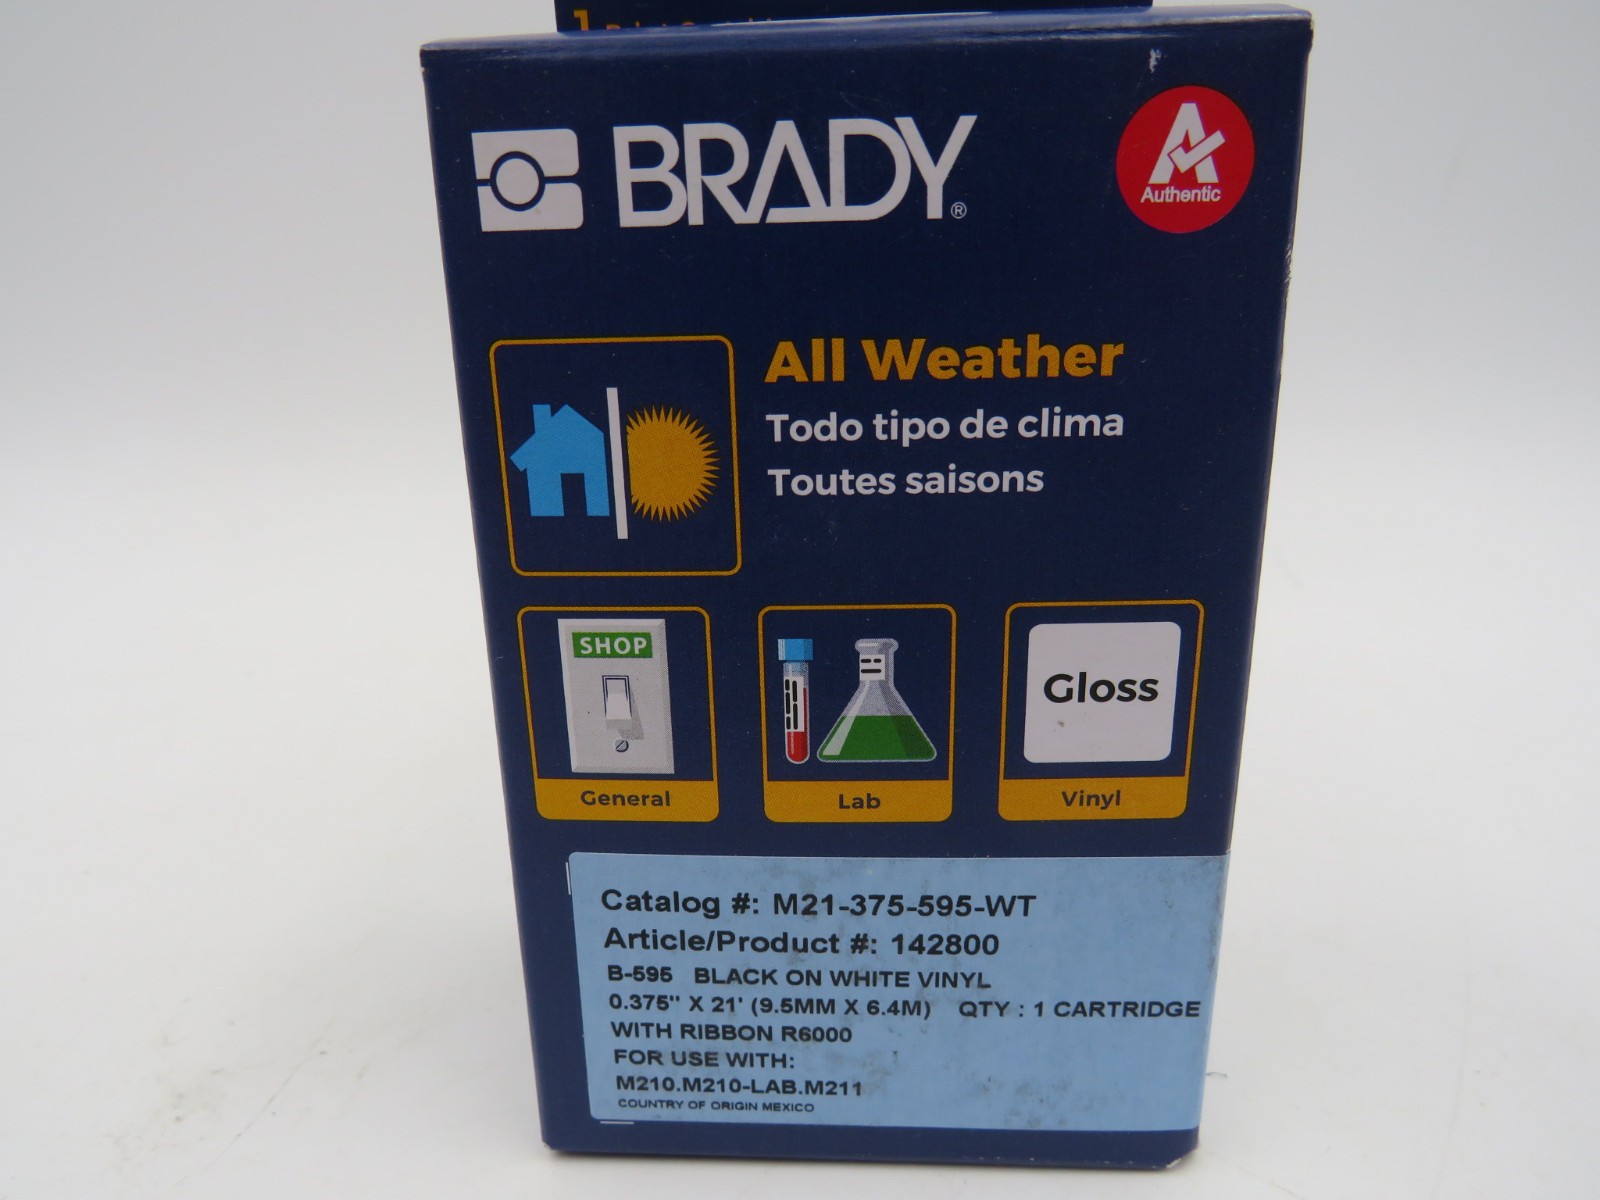 BRADY®
Authentic
All Weather
Todo tipo de clima
Toutes saisons
SHOP
General
Lab
Gloss
Vinyl
Catalog #: M21-375-595-WT
Article/Product #: 142800
B-595 BLACK ON WHITE VINYL
0.375" X 21' (9.5MM X 6.4M) QTY : 1 CARTRIDGE
WITH RIBBON R6000
FOR USE WITH:
M210.M210-LAB.M211
COUNTRY OF ORIGIN MEXICO